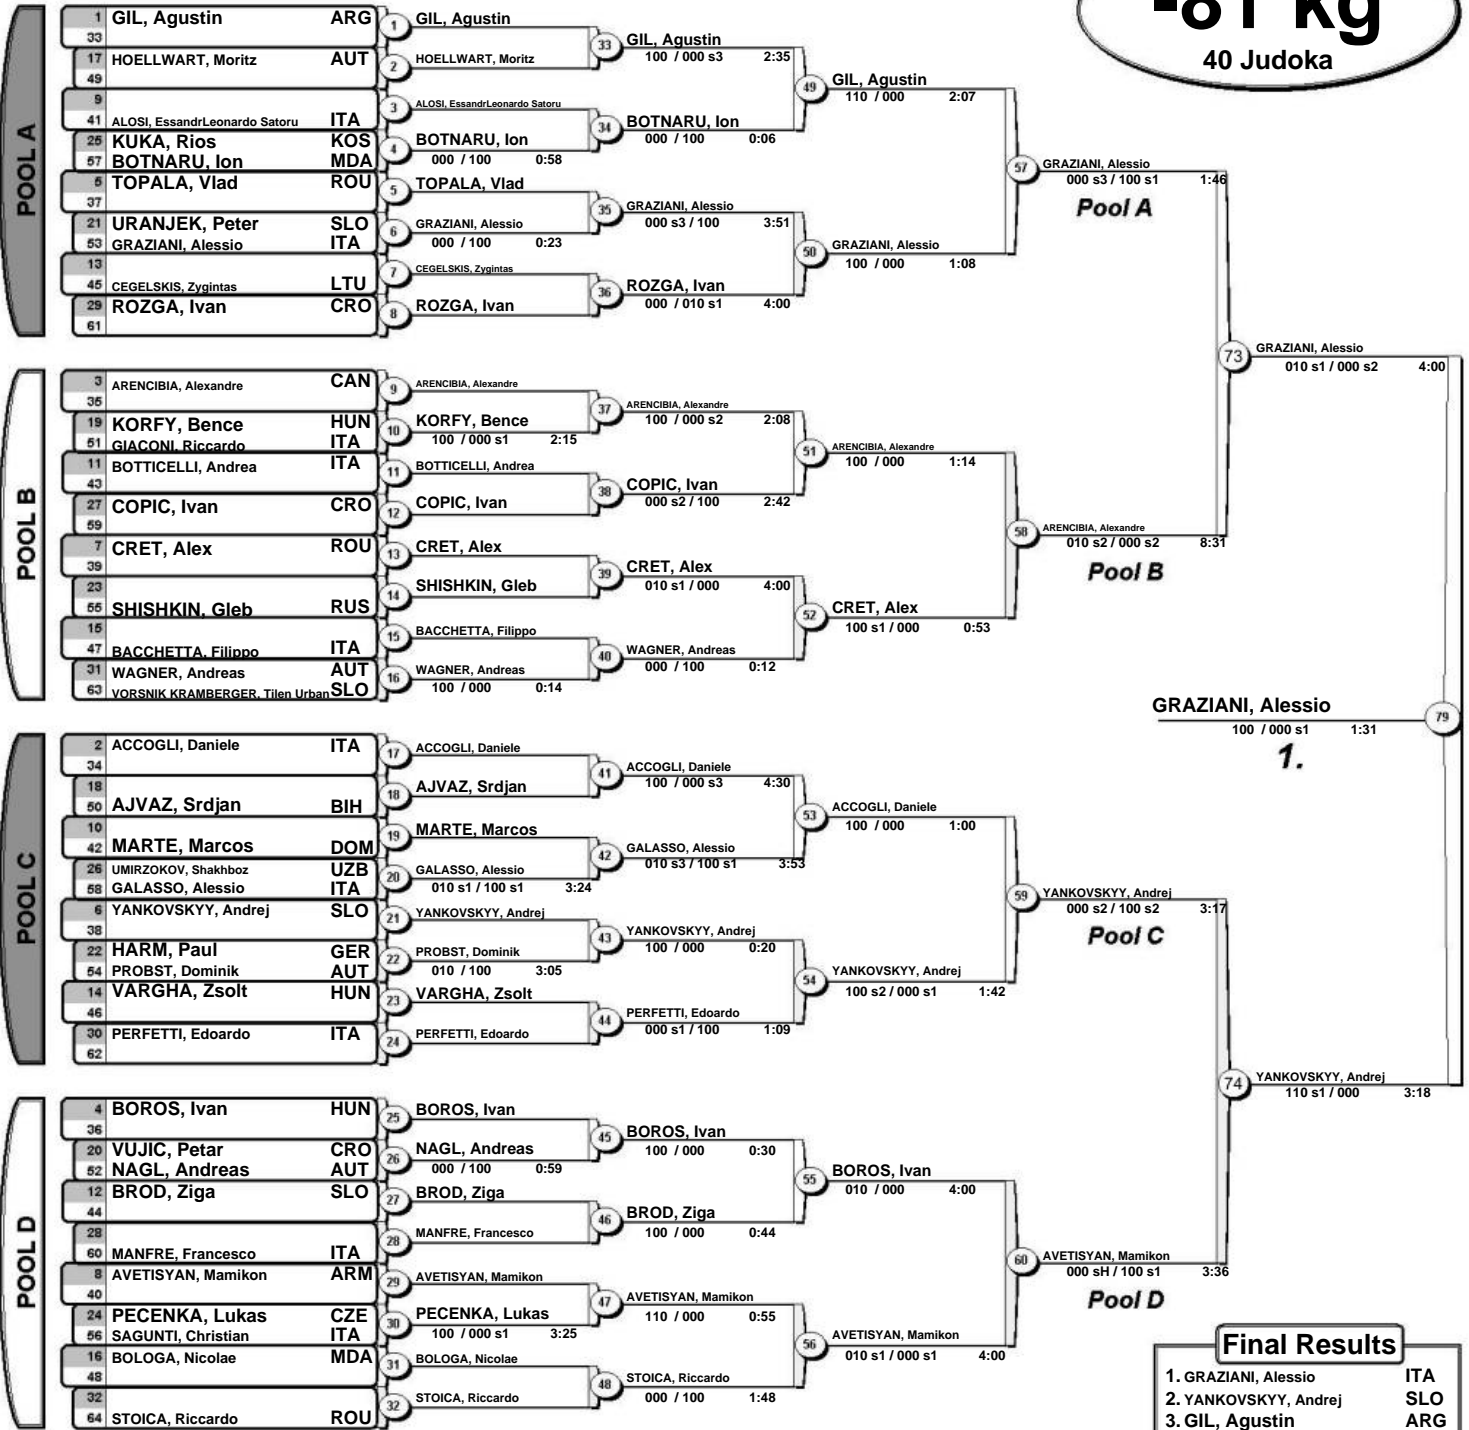 -81 kg
40 Judoka
POOL A
1 GIL, Agustin ARG
33
17 HOELLWART, Moritz AUT
49
9
41 ALOSI, EssandrLeonardo Satoru ITA
25 KUKA, Rios KOS
57 BOTNARU, Ion MDA
5 TOPALA, Vlad ROU
37
21 URANJEK, Peter SLO
53 GRAZIANI, Alessio ITA
13
45 CEGELSKIS, Zygintas LTU
29 ROZGA, Ivan CRO
61
1 GIL, Agustin
2 HOELLWART, Moritz
3 ALOSI, EssandrLeonardo Satoru
4 BOTNARU, Ion
000 / 100 0:58
5 TOPALA, Vlad
6 GRAZIANI, Alessio
000 / 100 0:23
7 CEGELSKIS, Zygintas
8 ROZGA, Ivan
33 GIL, Agustin
100 / 000 s3 2:35
34 BOTNARU, Ion
000 / 100 0:06
35 GRAZIANI, Alessio
000 s3 / 100 3:51
36 ROZGA, Ivan
000 / 010 s1 4:00
49 GIL, Agustin
110 / 000 2:07
50 GRAZIANI, Alessio
100 / 000 1:08
57 GRAZIANI, Alessio
000 s3 / 100 s1 1:46
Pool A
POOL B
3 ARENCIBIA, Alexandre CAN
35
19 KORFY, Bence HUN
51 GIACONI, Riccardo ITA
11 BOTTICELLI, Andrea ITA
43
27 COPIC, Ivan CRO
59
7 CRET, Alex ROU
39
23
55 SHISHKIN, Gleb RUS
15
47 BACCHETTA, Filippo ITA
31 WAGNER, Andreas AUT
63 VORSNIK KRAMBERGER, Tilen Urban SLO
9 ARENCIBIA, Alexandre
10 KORFY, Bence
100 / 000 s1 2:15
11 BOTTICELLI, Andrea
12 COPIC, Ivan
13 CRET, Alex
14 SHISHKIN, Gleb
15 BACCHETTA, Filippo
16 WAGNER, Andreas
100 / 000 0:14
37 ARENCIBIA, Alexandre
100 / 000 s2 2:08
38 COPIC, Ivan
000 s2 / 100 2:42
39 CRET, Alex
010 s1 / 000 4:00
40 WAGNER, Andreas
000 / 100 0:12
51 ARENCIBIA, Alexandre
100 / 000 1:14
52 CRET, Alex
100 s1 / 000 0:53
58 ARENCIBIA, Alexandre
010 s2 / 000 s2 8:31
Pool B
73 GRAZIANI, Alessio
010 s1 / 000 s2 4:00
GRAZIANI, Alessio 79
100 / 000 s1 1:31
1.
POOL C
2 ACCOGLI, Daniele ITA
34
18
50 AJVAZ, Srdjan BIH
10
42 MARTE, Marcos DOM
26 UMIRZOKOV, Shakhboz UZB
58 GALASSO, Alessio ITA
6 YANKOVSKYY, Andrej SLO
38
22 HARM, Paul GER
54 PROBST, Dominik AUT
14 VARGHA, Zsolt HUN
46
30 PERFETTI, Edoardo ITA
62
17 ACCOGLI, Daniele
18 AJVAZ, Srdjan
19 MARTE, Marcos
20 GALASSO, Alessio
010 s1 / 100 s1 3:24
21 YANKOVSKYY, Andrej
22 PROBST, Dominik
010 / 100 3:05
23 VARGHA, Zsolt
24 PERFETTI, Edoardo
41 ACCOGLI, Daniele
100 / 000 s3 4:30
42 GALASSO, Alessio
010 s3 / 100 s1 3:53
43 YANKOVSKYY, Andrej
100 / 000 0:20
44 PERFETTI, Edoardo
000 s1 / 100 1:09
53 ACCOGLI, Daniele
100 / 000 1:00
54 YANKOVSKYY, Andrej
100 s2 / 000 s1 1:42
59 YANKOVSKYY, Andrej
000 s2 / 100 s2 3:17
Pool C
POOL D
4 BOROS, Ivan HUN
36
20 VUJIC, Petar CRO
52 NAGL, Andreas AUT
12 BROD, Ziga SLO
44
28
60 MANFRE, Francesco ITA
8 AVETISYAN, Mamikon ARM
40
24 PECENKA, Lukas CZE
56 SAGUNTI, Christian ITA
16 BOLOGA, Nicolae MDA
48
32
64 STOICA, Riccardo ROU
25 BOROS, Ivan
26 NAGL, Andreas
000 / 100 0:59
27 BROD, Ziga
28 MANFRE, Francesco
29 AVETISYAN, Mamikon
30 PECENKA, Lukas
100 / 000 s1 3:25
31 BOLOGA, Nicolae
32 STOICA, Riccardo
45 BOROS, Ivan
100 / 000 0:30
46 BROD, Ziga
100 / 000 0:44
47 AVETISYAN, Mamikon
110 / 000 0:55
48 STOICA, Riccardo
000 / 100 1:48
55 BOROS, Ivan
010 / 000 4:00
56 AVETISYAN, Mamikon
010 s1 / 000 s1 4:00
60 AVETISYAN, Mamikon
000 sH / 100 s1 3:36
Pool D
74 YANKOVSKYY, Andrej
110 s1 / 000 3:18
Final Results
1. GRAZIANI, Alessio ITA
2. YANKOVSKYY, Andrej SLO
3. GIL, Agustin ARG